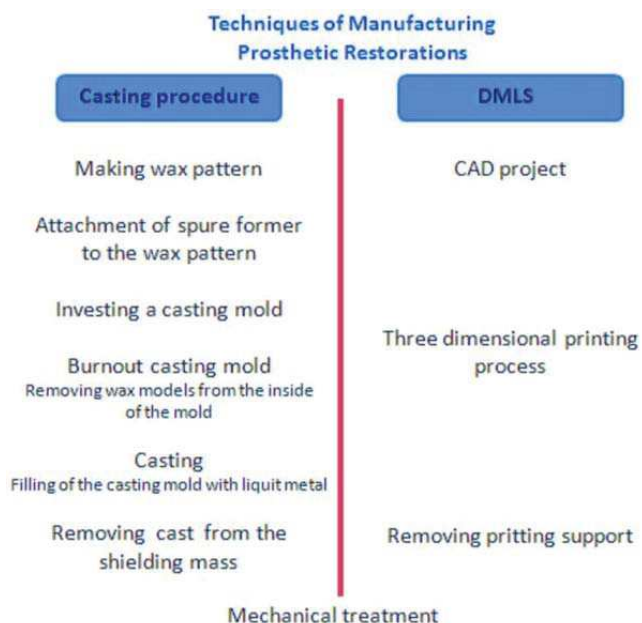 Techniques of Manufacturing
Prosthetic Restorations
Casting procedure
Making wax pattern
Attachment of spure former
to the wax pattern
Investing a casting mold
Burnout casting mold
Removing wax models from the inside
of the mold
Casting
Filling of the casting mold with liquit metal
Removing cast from the
shielding mass
DMLS
CAD project
Three dimensional printing
process
Removing pritting support
Mechanical treatment